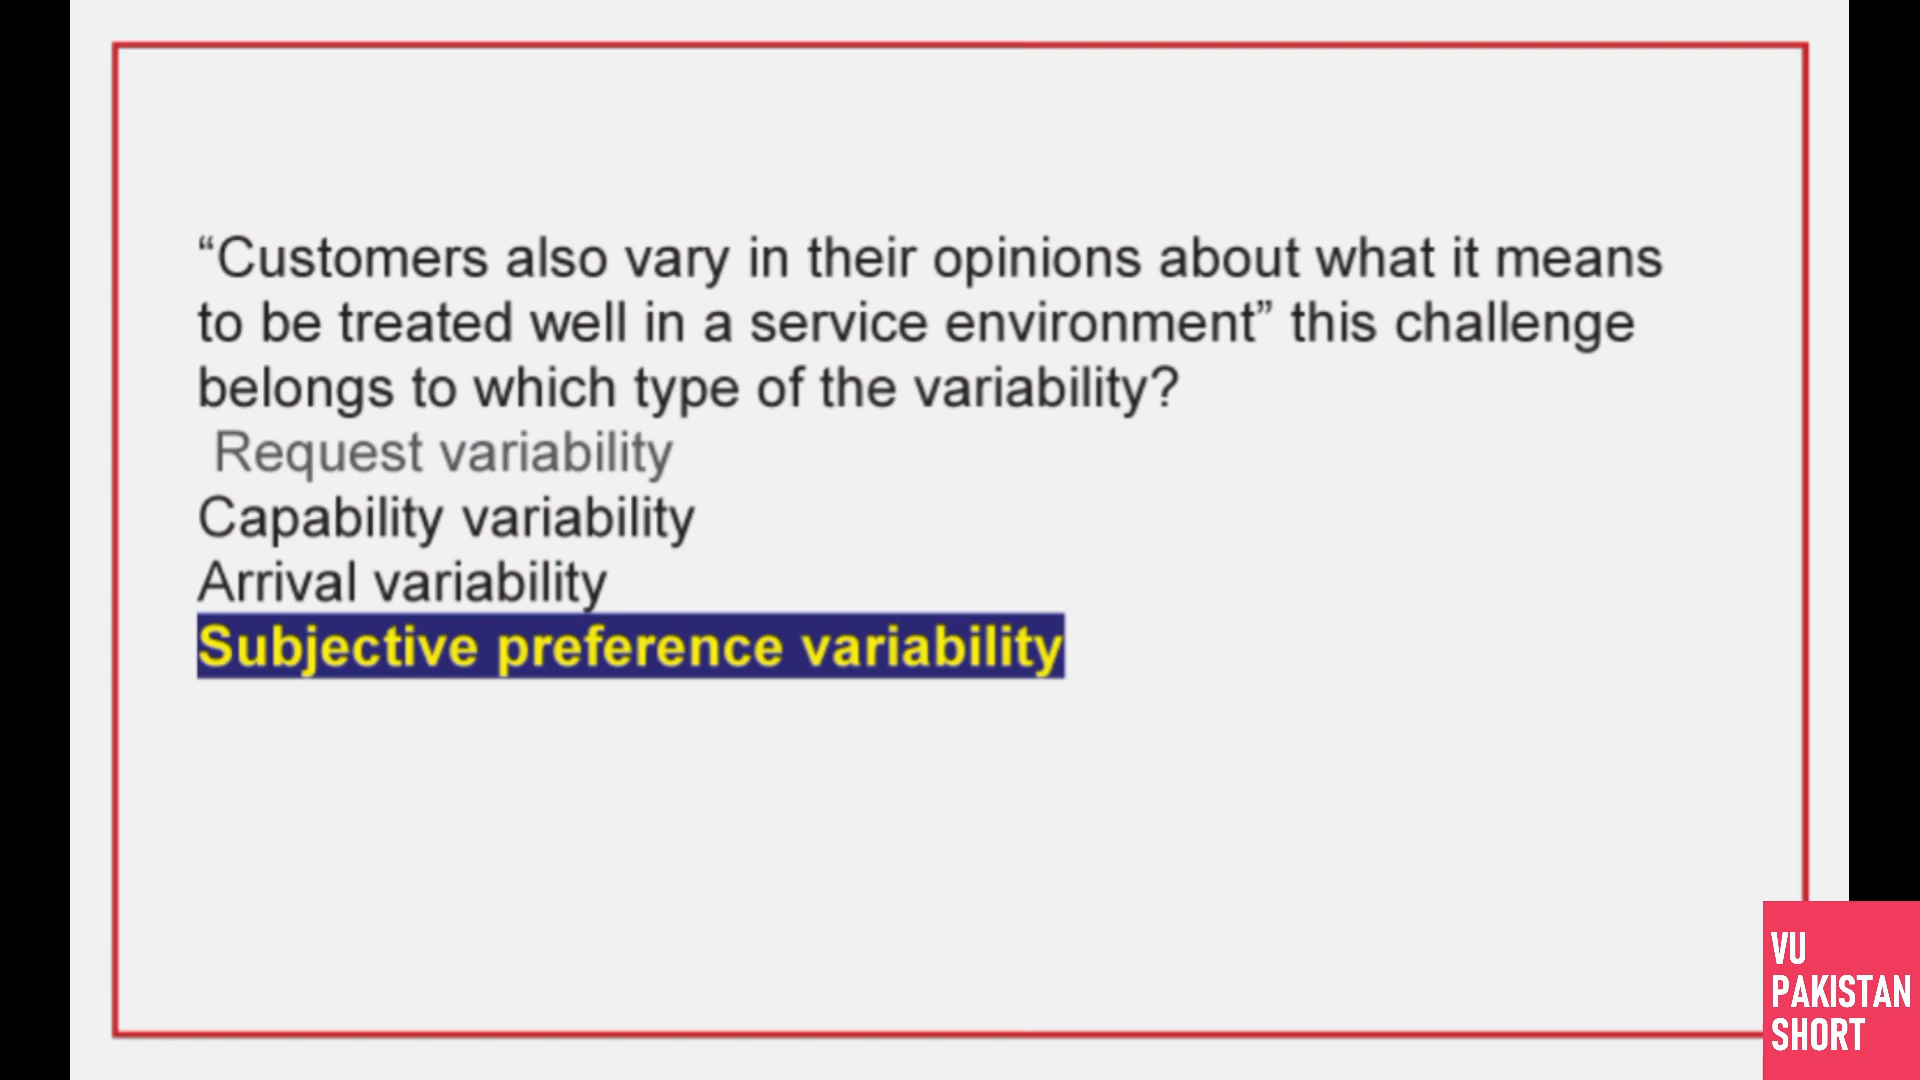 “Customers also vary in their opinions about what it means
to be treated well in a service environment” this challenge
belongs to which type of the variability?
Request variability
Capability variability
Arrival variability
Subjective preference variability
VU
PAKISTAN
SHORT